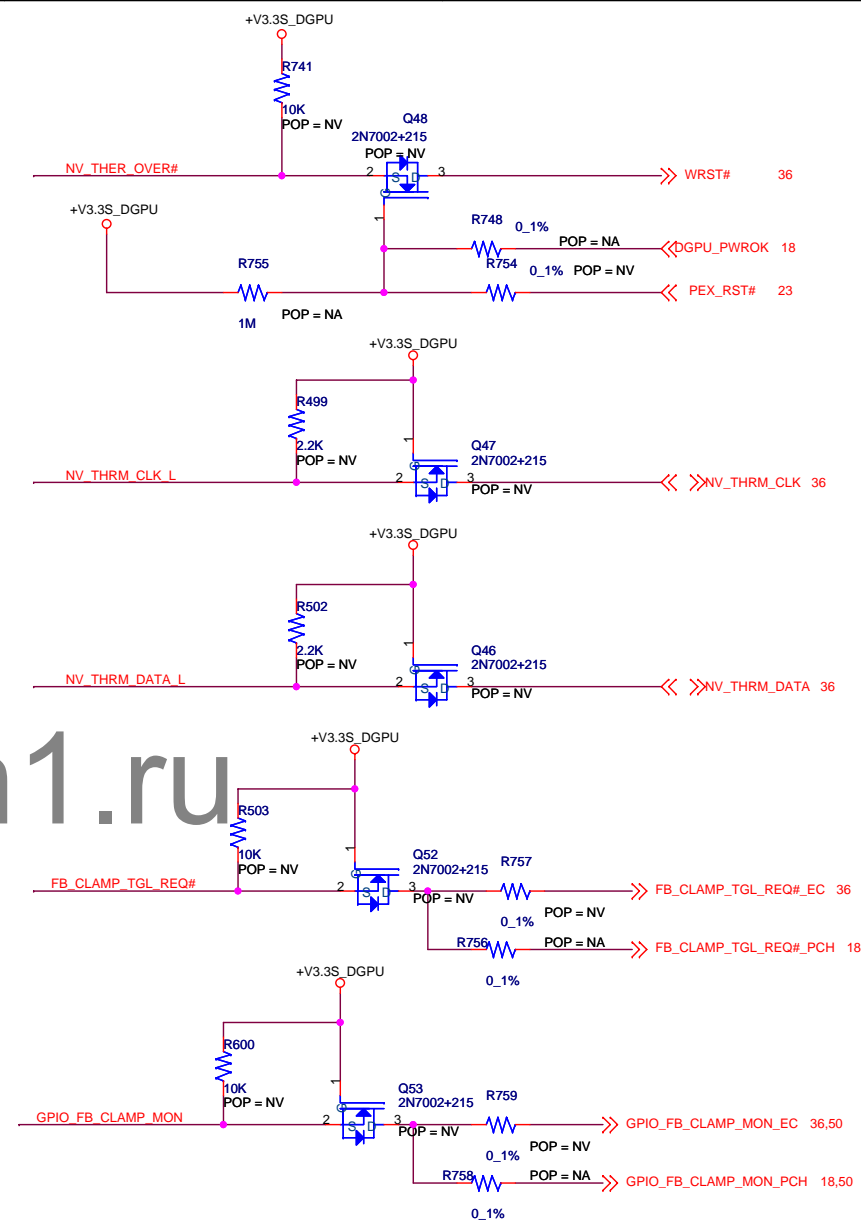 +V3.3S_DGPU
R741
10K
POP = NV
Q48
2N7002+215
POP = NV
NV_THER_OVER#
2
S
D
3
WRST# 36
1
+V3.3S_DGPU
R748
0_1%
POP = NA
DGPU_PWROK 18
R755
1M
POP = NA
R754
0_1%
POP = NV
PEX_RST# 23
+V3.3S_DGPU
R499
2.2K
POP = NV
1
Q47
2N7002+215
NV_THRM_CLK_L
2
G
S
D
3
POP = NV
NV_THRM_CLK 36
+V3.3S_DGPU
R502
2.2K
POP = NV
1
Q46
2N7002+215
NV_THRM_DATA_L
2
G
S
D
3
POP = NV
NV_THRM_DATA 36
n1.ru
+V3.3S_DGPU
R503
10K
POP = NV
1
Q52
2N7002+215
R757
FB_CLAMP_TGL_REQ#
2
G
S
D
3
POP = NV
0_1%
POP = NV
FB_CLAMP_TGL_REQ#_EC 36
R756
0_1%
POP = NA
FB_CLAMP_TGL_REQ#_PCH 18
+V3.3S_DGPU
R600
10K
POP = NV
1
Q53
2N7002+215
R759
GPIO_FB_CLAMP_MON
2
G
S
D
3
POP = NV
0_1%
POP = NV
GPIO_FB_CLAMP_MON_EC 36,50
R758
0_1%
POP = NA
GPIO_FB_CLAMP_MON_PCH 18,50